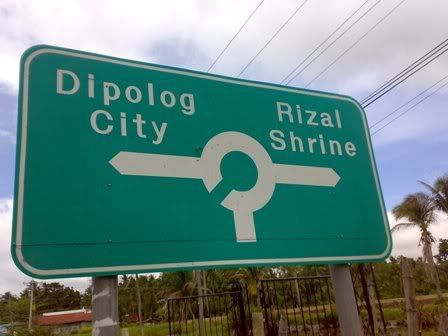 Dipolog
City
Rizal
Shrine